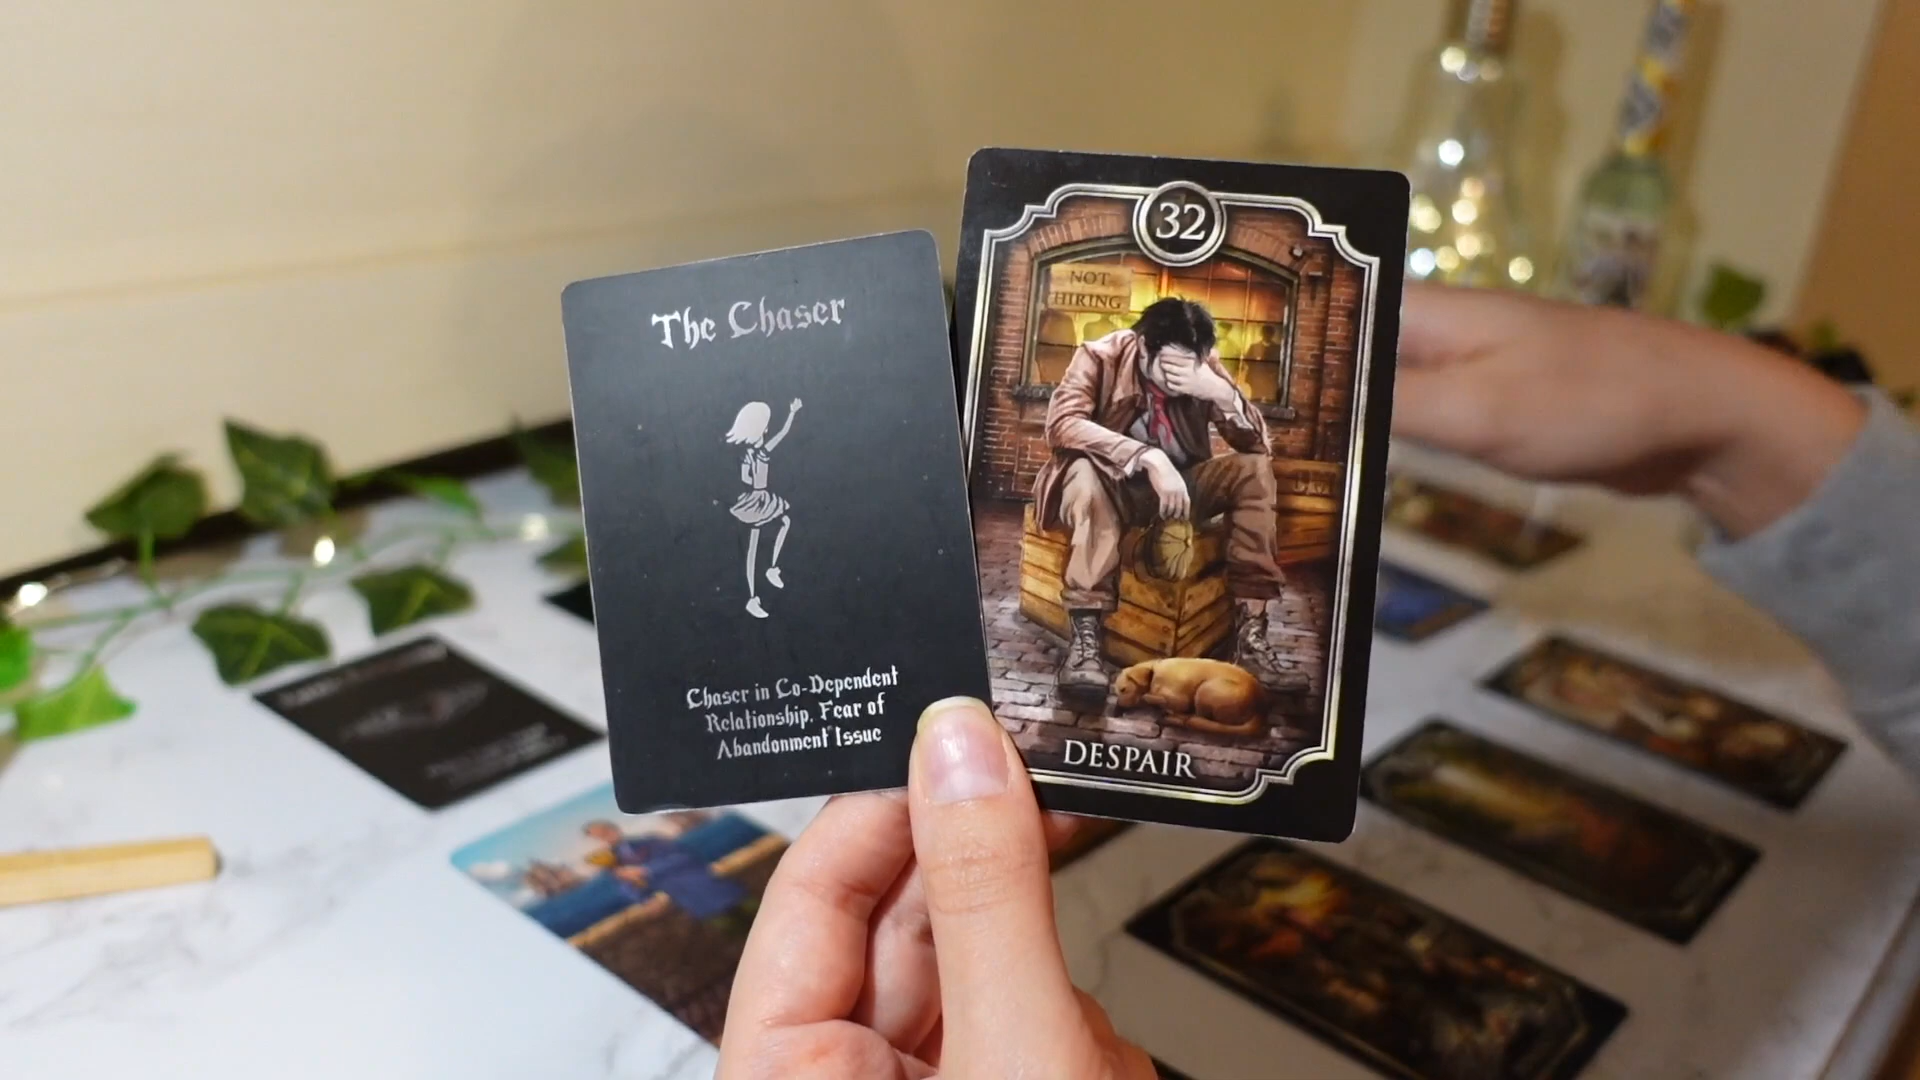 The Chaser
Chaser in Co-Dependent
Relationship, Fear of
Abandonment Issue
32
NOT
HIRING
DESPAIR